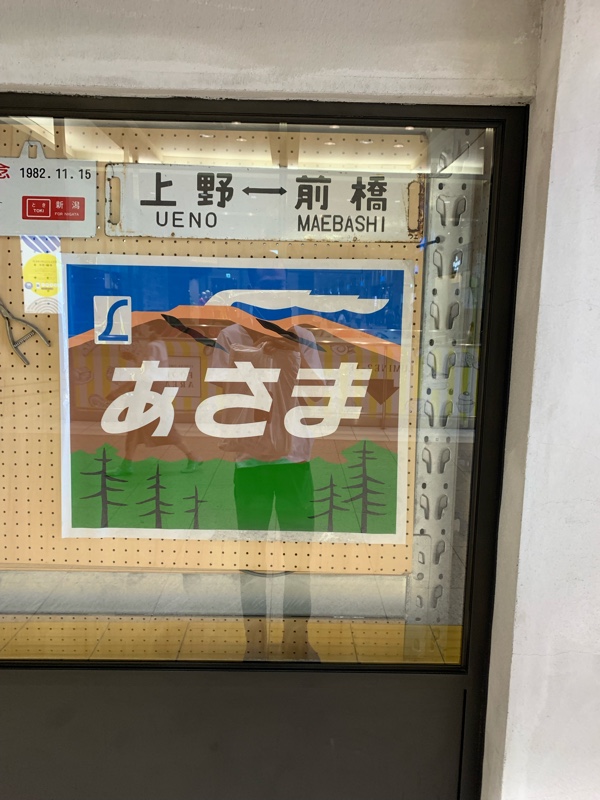 念
1982.11.15
とき
TOKI
新潟
FOR NIIGATA
上野↔前橋
UENO MAEBASHI
L
あさま